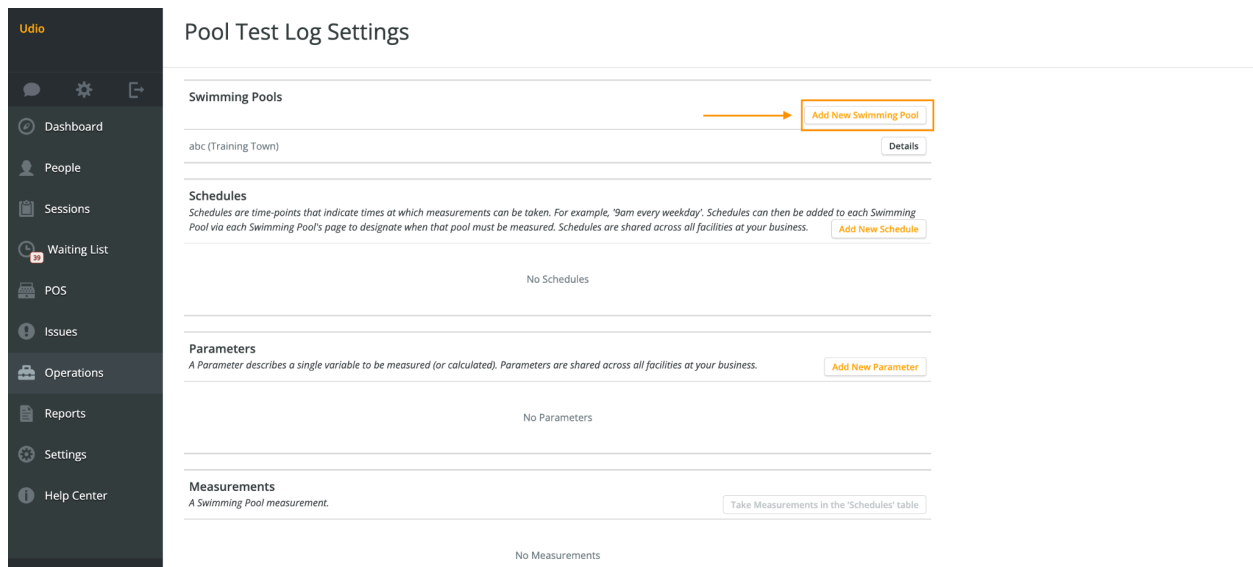 Udio
Pool Test Log Settings
Dashboard
People
Sessions
39
Waiting List
POS
Issues
Operations
Reports
Settings
Help Center
Swimming Pools
Add New Swimming Pool
abc (Training Town)
Details
Schedules
Schedules are time-points that indicate times at which measurements can be taken. For example, '9am every weekday'. Schedules can then be added to each Swimming
Pool via each Swimming Pool's page to designate when that pool must be measured. Schedules are shared across all facilities at your business.
Add New Schedule
No Schedules
Parameters
A Parameter describes a single variable to be measured (or calculated). Parameters are shared across all facilities at your business.
Add New Parameter
No Parameters
Measurements
A Swimming Pool measurement.
Take Measurements in the 'Schedules' table
No Measurements